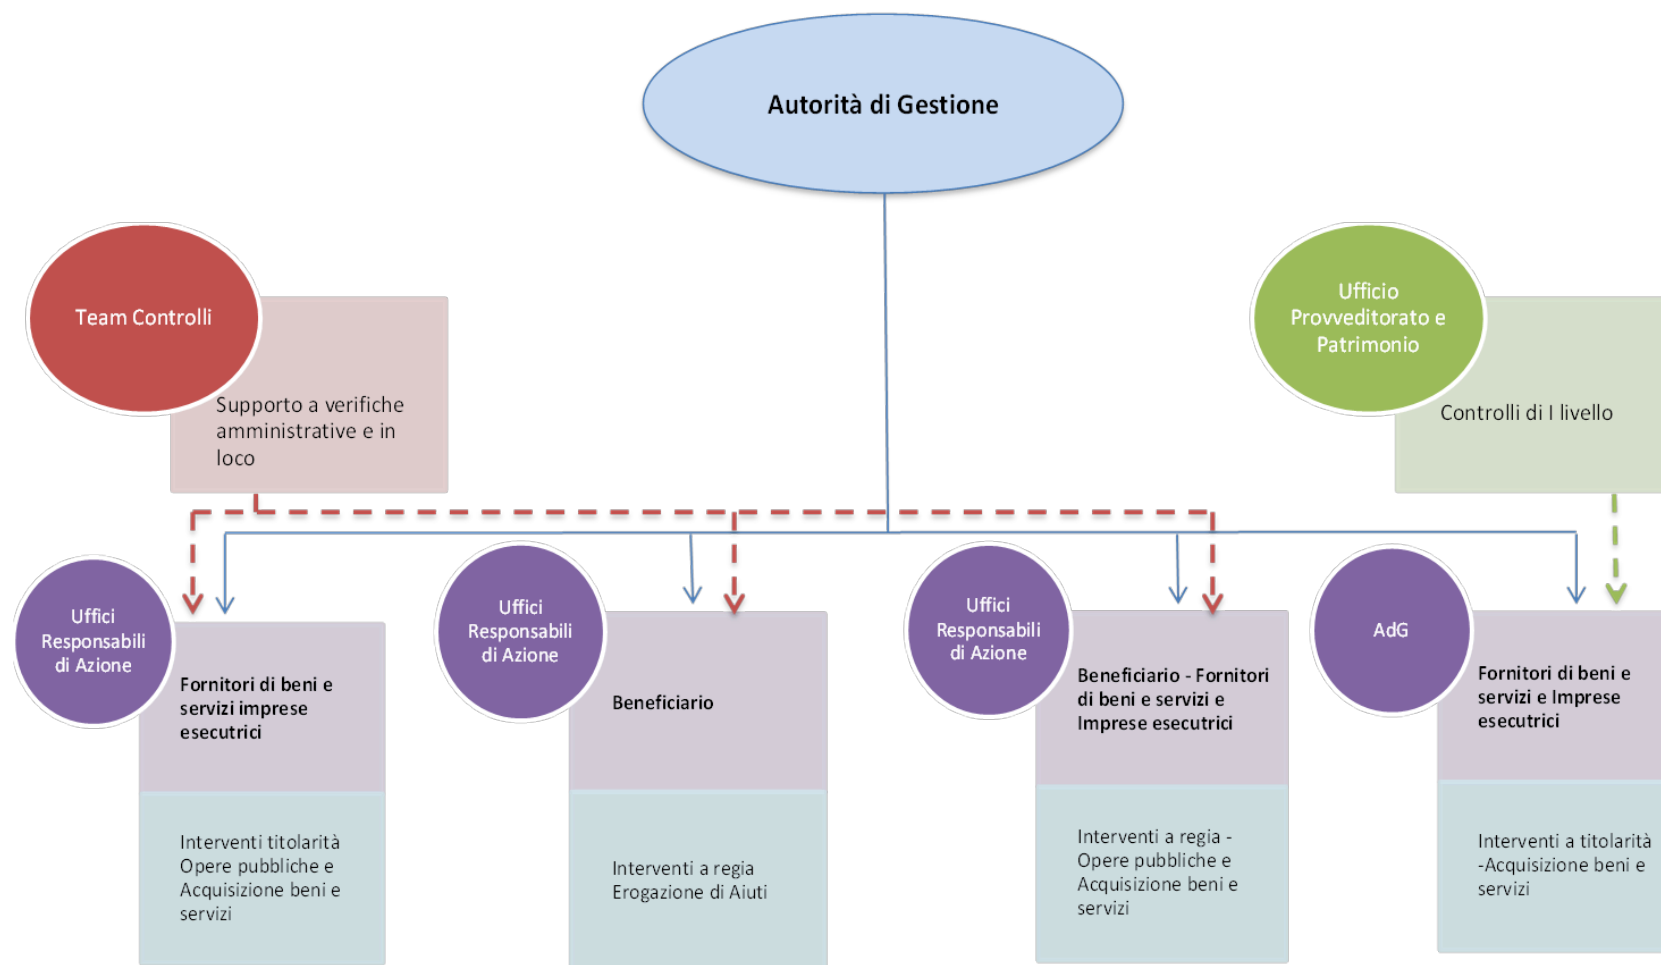 Autorità di Gestione
Team Controlli
Supporto a verifiche
amministrative e in
loco
Ufficio
Provveditorato e
Patrimonio
Controlli di I livello
Uffici
Responsabili
di Azione
Fornitori di beni e
servizi imprese
esecutrici
Interventi titolarità
Opere pubbliche e
Acquisizione beni e
servizi
Uffici
Responsabili
di Azione
Beneficiario
Interventi a regia
Erogazione di Aiuti
Uffici
Responsabili
di Azione
Beneficiario - Fornitori
di beni e servizi e
Imprese esecutrici
Interventi a regia -
Opere pubbliche e
Acquisizione beni e
servizi
AdG
Fornitori di beni e
servizi e Imprese
esecutrici
Interventi a titolarità
-Acquisizione beni e
servizi